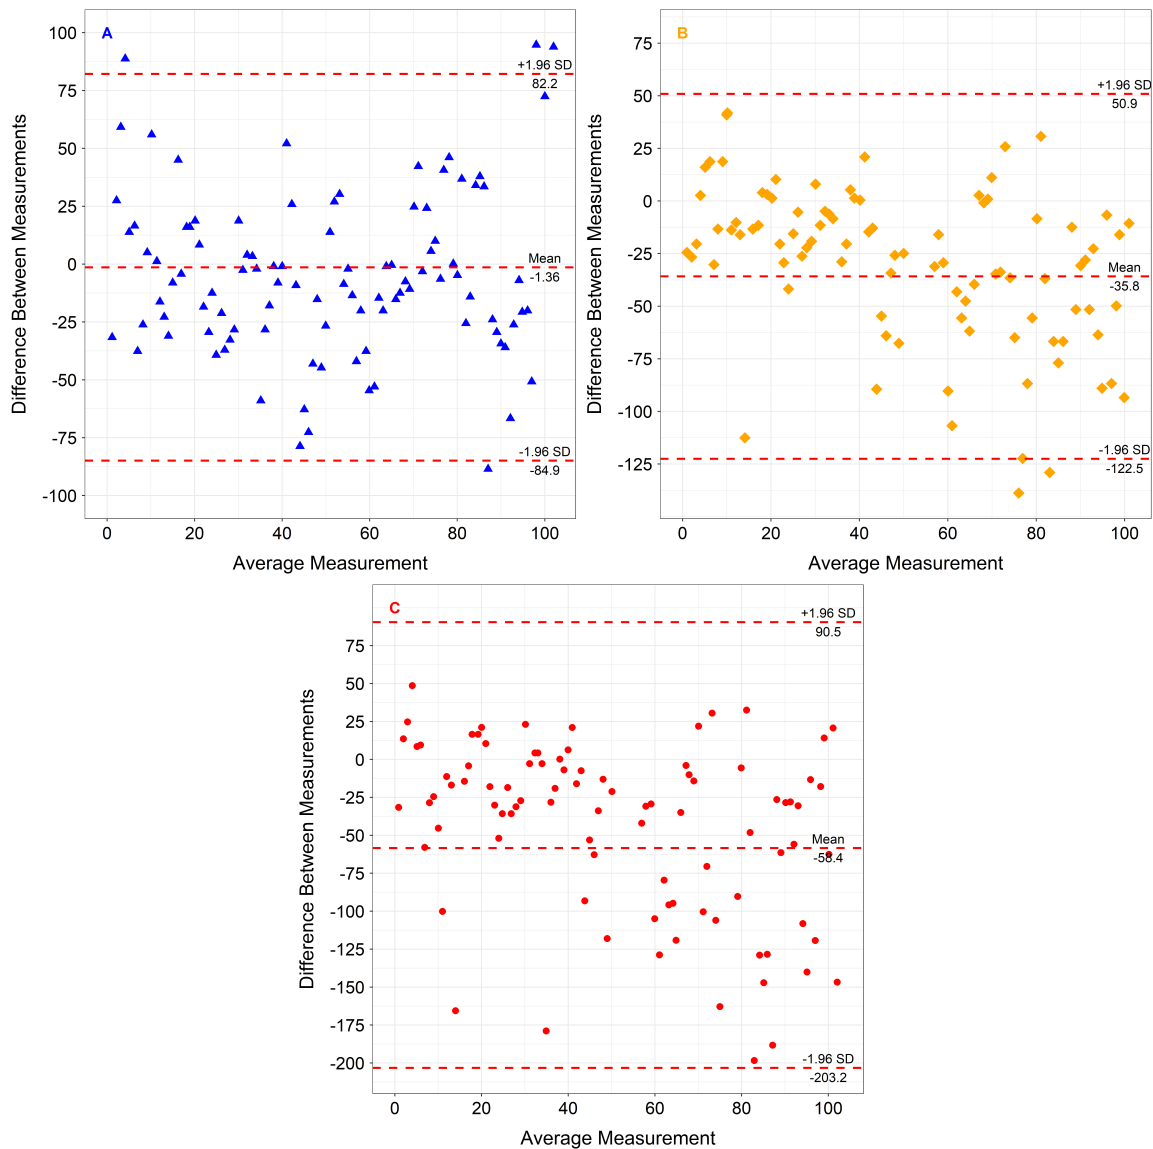 A
100
75
50
25
0
-25
-50
-75
-100
+1.96 SD
82.2
Mean
-1.36
-1.96 SD
-84.9
0 20 40 60 80 100
Average Measurement
Difference Between Measurements
B
75
50
25
0
-25
-50
-75
-100
-125
+1.96 SD
50.9
Mean
-35.8
-1.96 SD
-122.5
0 20 40 60 80 100
Average Measurement
Difference Between Measurements
C
75
50
25
0
-25
-50
-75
-100
-125
-150
-175
-200
+1.96 SD
90.5
Mean
-58.4
-1.96 SD
-203.2
0 20 40 60 80 100
Average Measurement
Difference Between Measurements